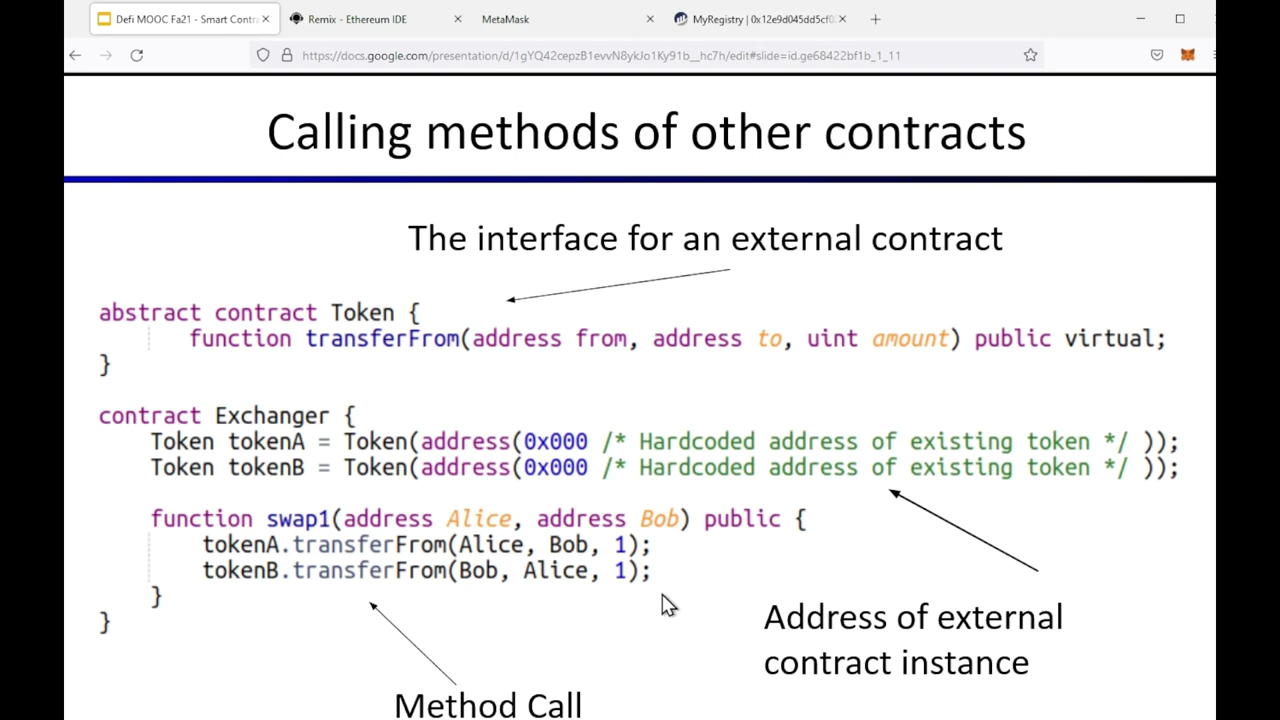 Defi MOOC Fa21 - Smart Contra
Remix - Ethereum IDE
MetaMask
MyRegistry | 0x12e9d045dd5cf0
https://docs.google.com/presentation/d/1gYQ42cepzB1evvN8ykJo1Ky91b__hc7h/edit#slide=id.ge68422bf1b_1_11
Calling methods of other contracts
The interface for an external contract
abstract contract Token {
function transferFrom(address from, address to, uint amount) public virtual;
}
contract Exchanger {
Token tokenA = Token(address(0x000 /* Hardcoded address of existing token */ ));
Token tokenB = Token(address(0x000 /* Hardcoded address of existing token */ ));
function swap1(address Alice, address Bob) public {
tokenA.transferFrom(Alice, Bob, 1);
tokenB.transferFrom(Bob, Alice, 1);
}
}
Address of external
contract instance
Method Call